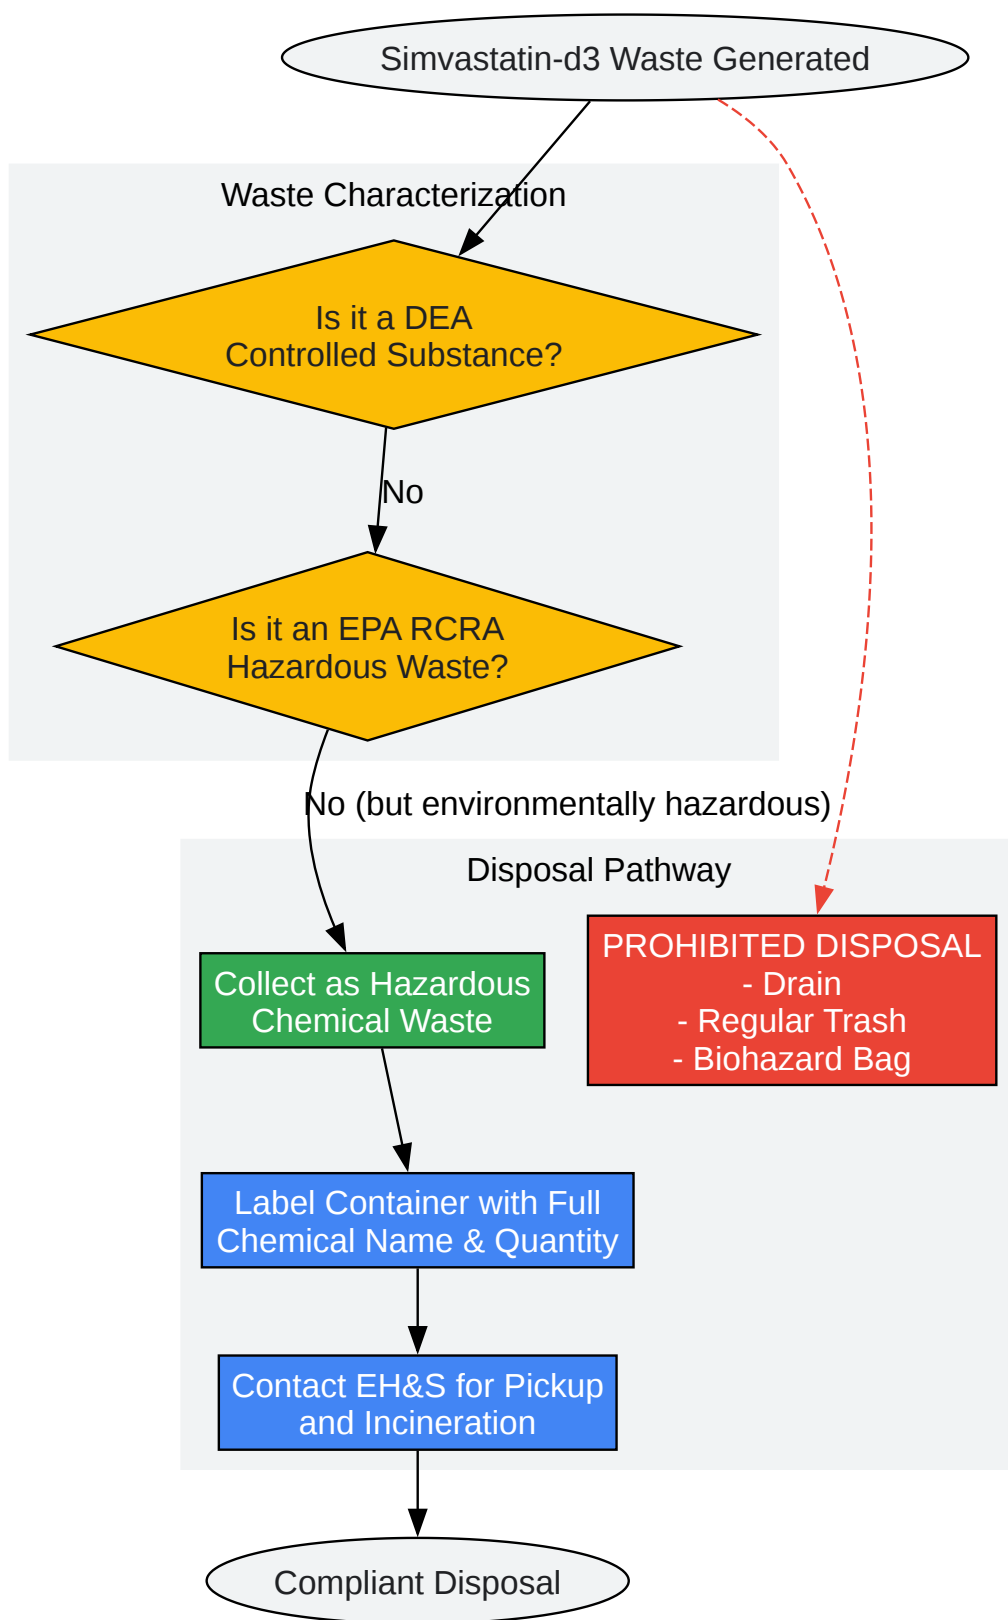 Simvastatin-d3 Waste Generated
Waste Characterization
Is it a DEA
Controlled Substance?
No
Is it an EPA RCRA
Hazardous Waste?
No (but environmentally hazardous)
Disposal Pathway
PROHIBITED DISPOSAL
- Drain
- Regular Trash
- Biohazard Bag
Collect as Hazardous
Chemical Waste
Label Container with Full
Chemical Name & Quantity
Contact EH&S for Pickup
and Incineration
Compliant Disposal